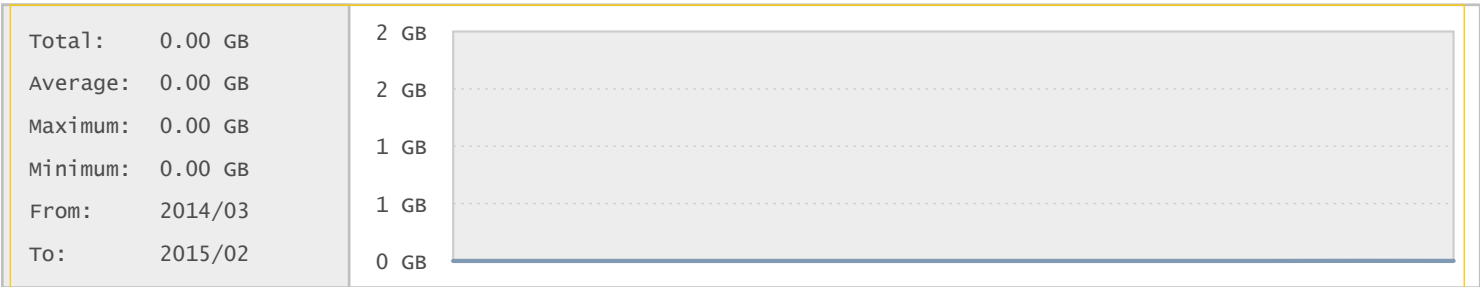 Total: 0.00 GB
Average: 0.00 GB
Maximum: 0.00 GB
Minimum: 0.00 GB
From: 2014/03
To: 2015/02
2 GB
2 GB
1 GB
1 GB
0 GB